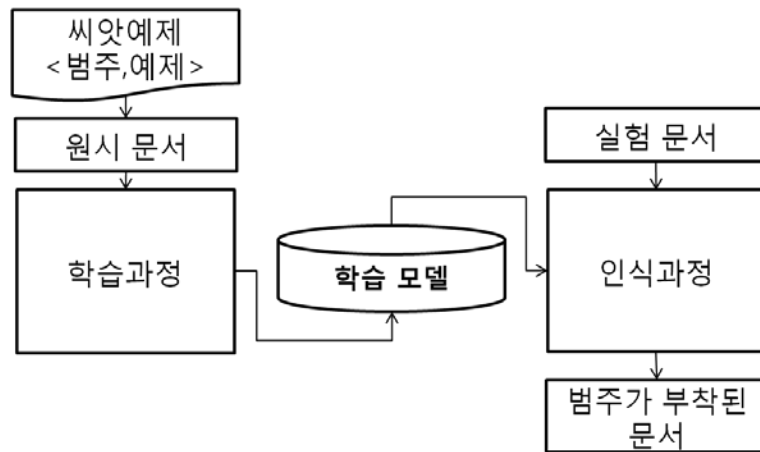 씨앗예제
<범주,예제>
원시 문서
학습과정
학습 모델
실험 문서
인식과정
범주가 부착된
문서